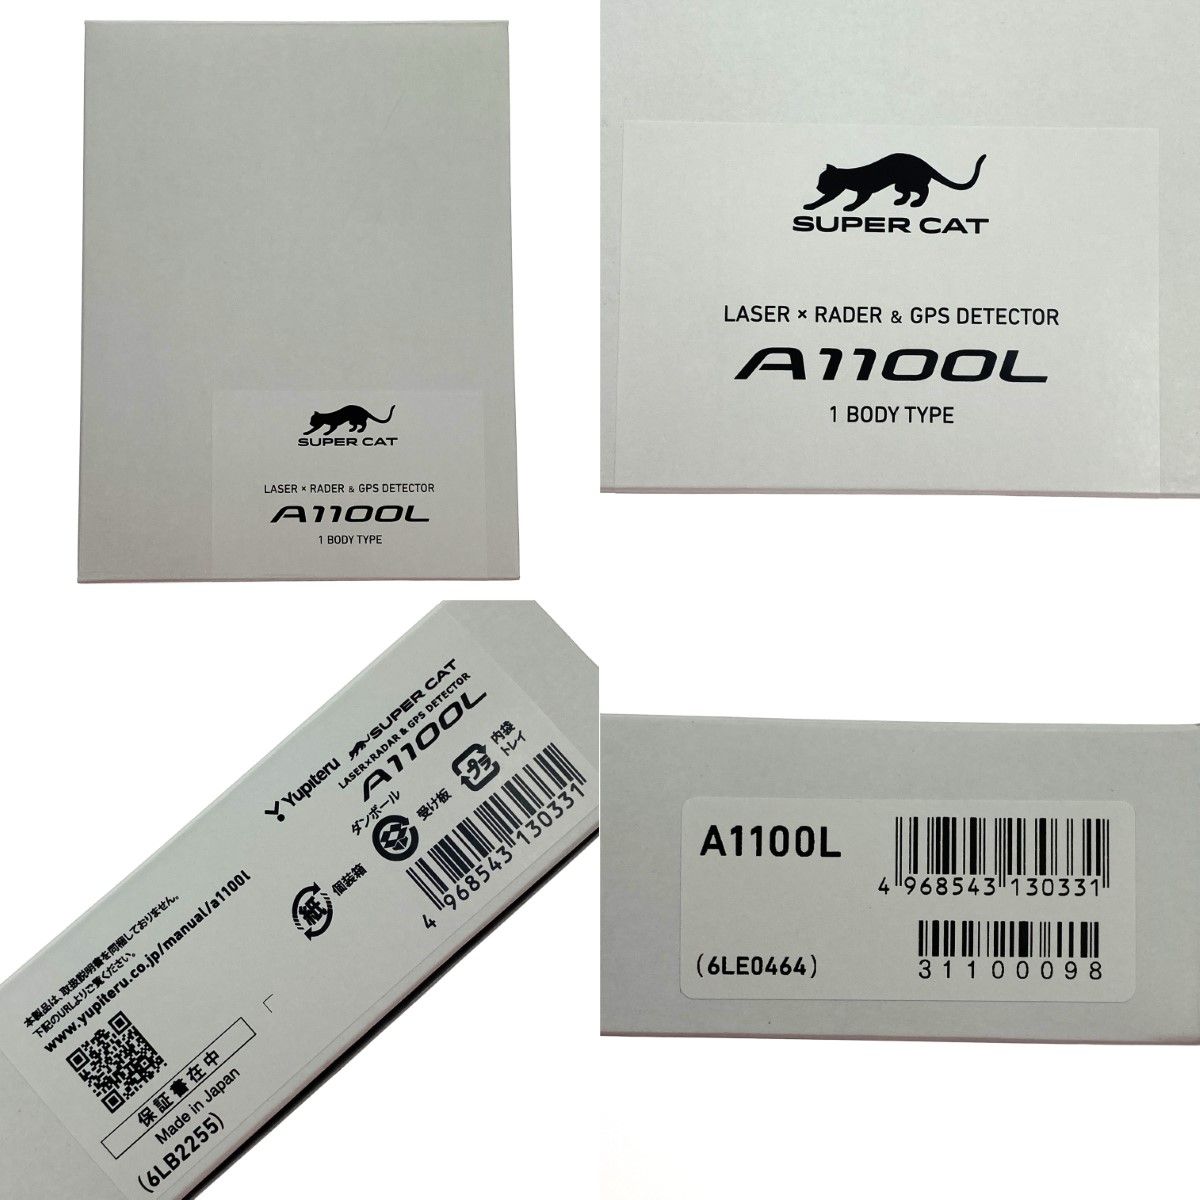 SUPER CAT
LASER × RADER & GPS DETECTOR
A1100L
1 BODY TYPE
SUPER CAT
LASER × RADER & GPS DETECTOR
A1100L
1 BODY TYPE
Yupiteru
SUPER CAT
LASER×RADAR & GPS DETECTOR
A1100L
ダンボール
受け板
プラ
内袋
トレイ
紙
個装箱
4 968543 130331
本製品は、取扱説明書を同梱しておりません。
下記のURLよりご覧ください。
www.yupiteru.co.jp/manual/a1100l
保証書在中
Made in Japan
(6LB2255)
A1100L
4 968543 130331
(6LE0464)
31100098